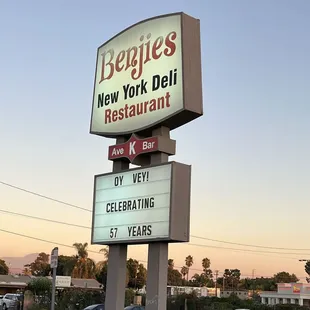 Benjies
New York Deli
Restaurant
Ave K Bar
OY VEY!
CELEBRATING
57 YEARS